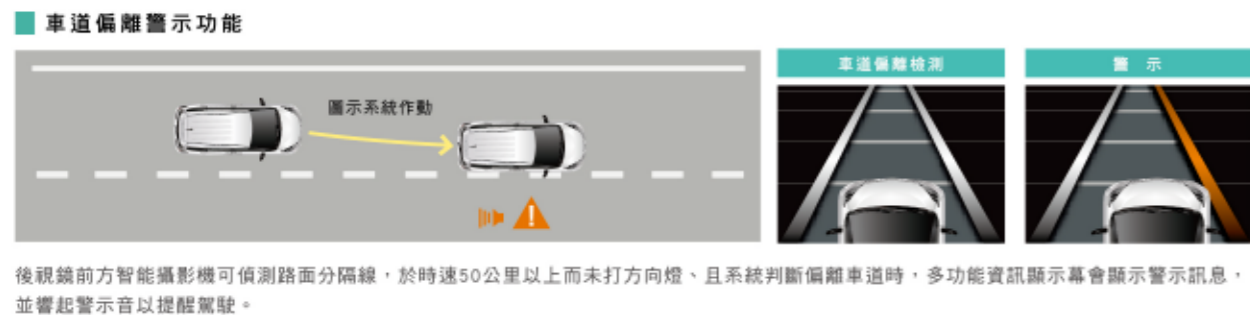 車道偏離警示功能
圖示系統作動
車道偏離檢測
警 示
後視鏡前方智能攝影機可偵測路面分隔線，於時速50公里以上而未打方向燈、且系統判斷偏離車道時，多功能資訊顯示幕會顯示警示訊息，
並響起警示音以提醒駕駛。